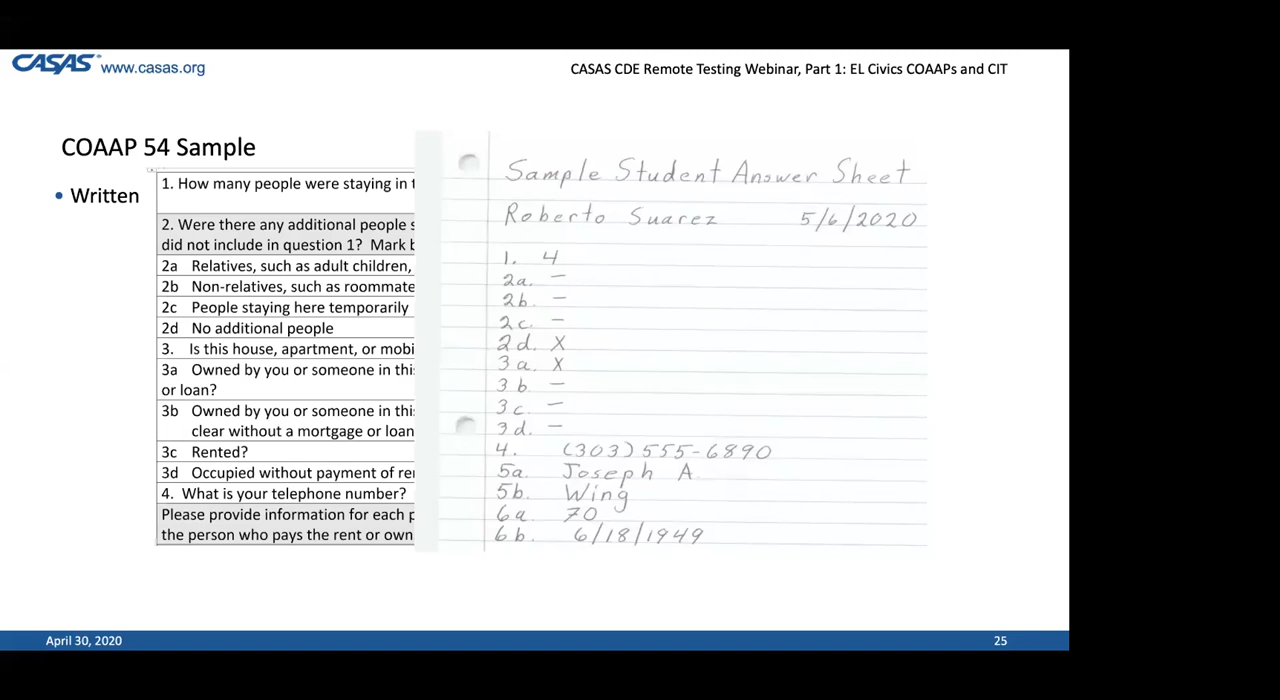 CASAS www.casas.org
CASAS CDE Remote Testing Webinar, Part 1: EL Civics COAAPs and CIT
COAAP 54 Sample
• Written
1. How many people were staying in t
2. Were there any additional people s
did not include in question 1? Mark b
2a Relatives, such as adult children,
2b Non-relatives, such as roommate
2c People staying here temporarily
2d No additional people
3. Is this house, apartment, or mobi
3a Owned by you or someone in this
or loan?
3b Owned by you or someone in this
clear without a mortgage or loan
3c Rented?
3d Occupied without payment of re
4. What is your telephone number?
Please provide information for each p
the person who pays the rent or own
Sample Student Answer Sheet
Roberto Suarez 5/6/2020
1. 4
2a. –
2b. –
2c. –
2d. X
3a. X
3b –
3c. –
3d. –
4. (303) 555-6890
5a. Joseph A.
5b. Wing
6a. 70
6b. 6/18/1949
April 30, 2020
25